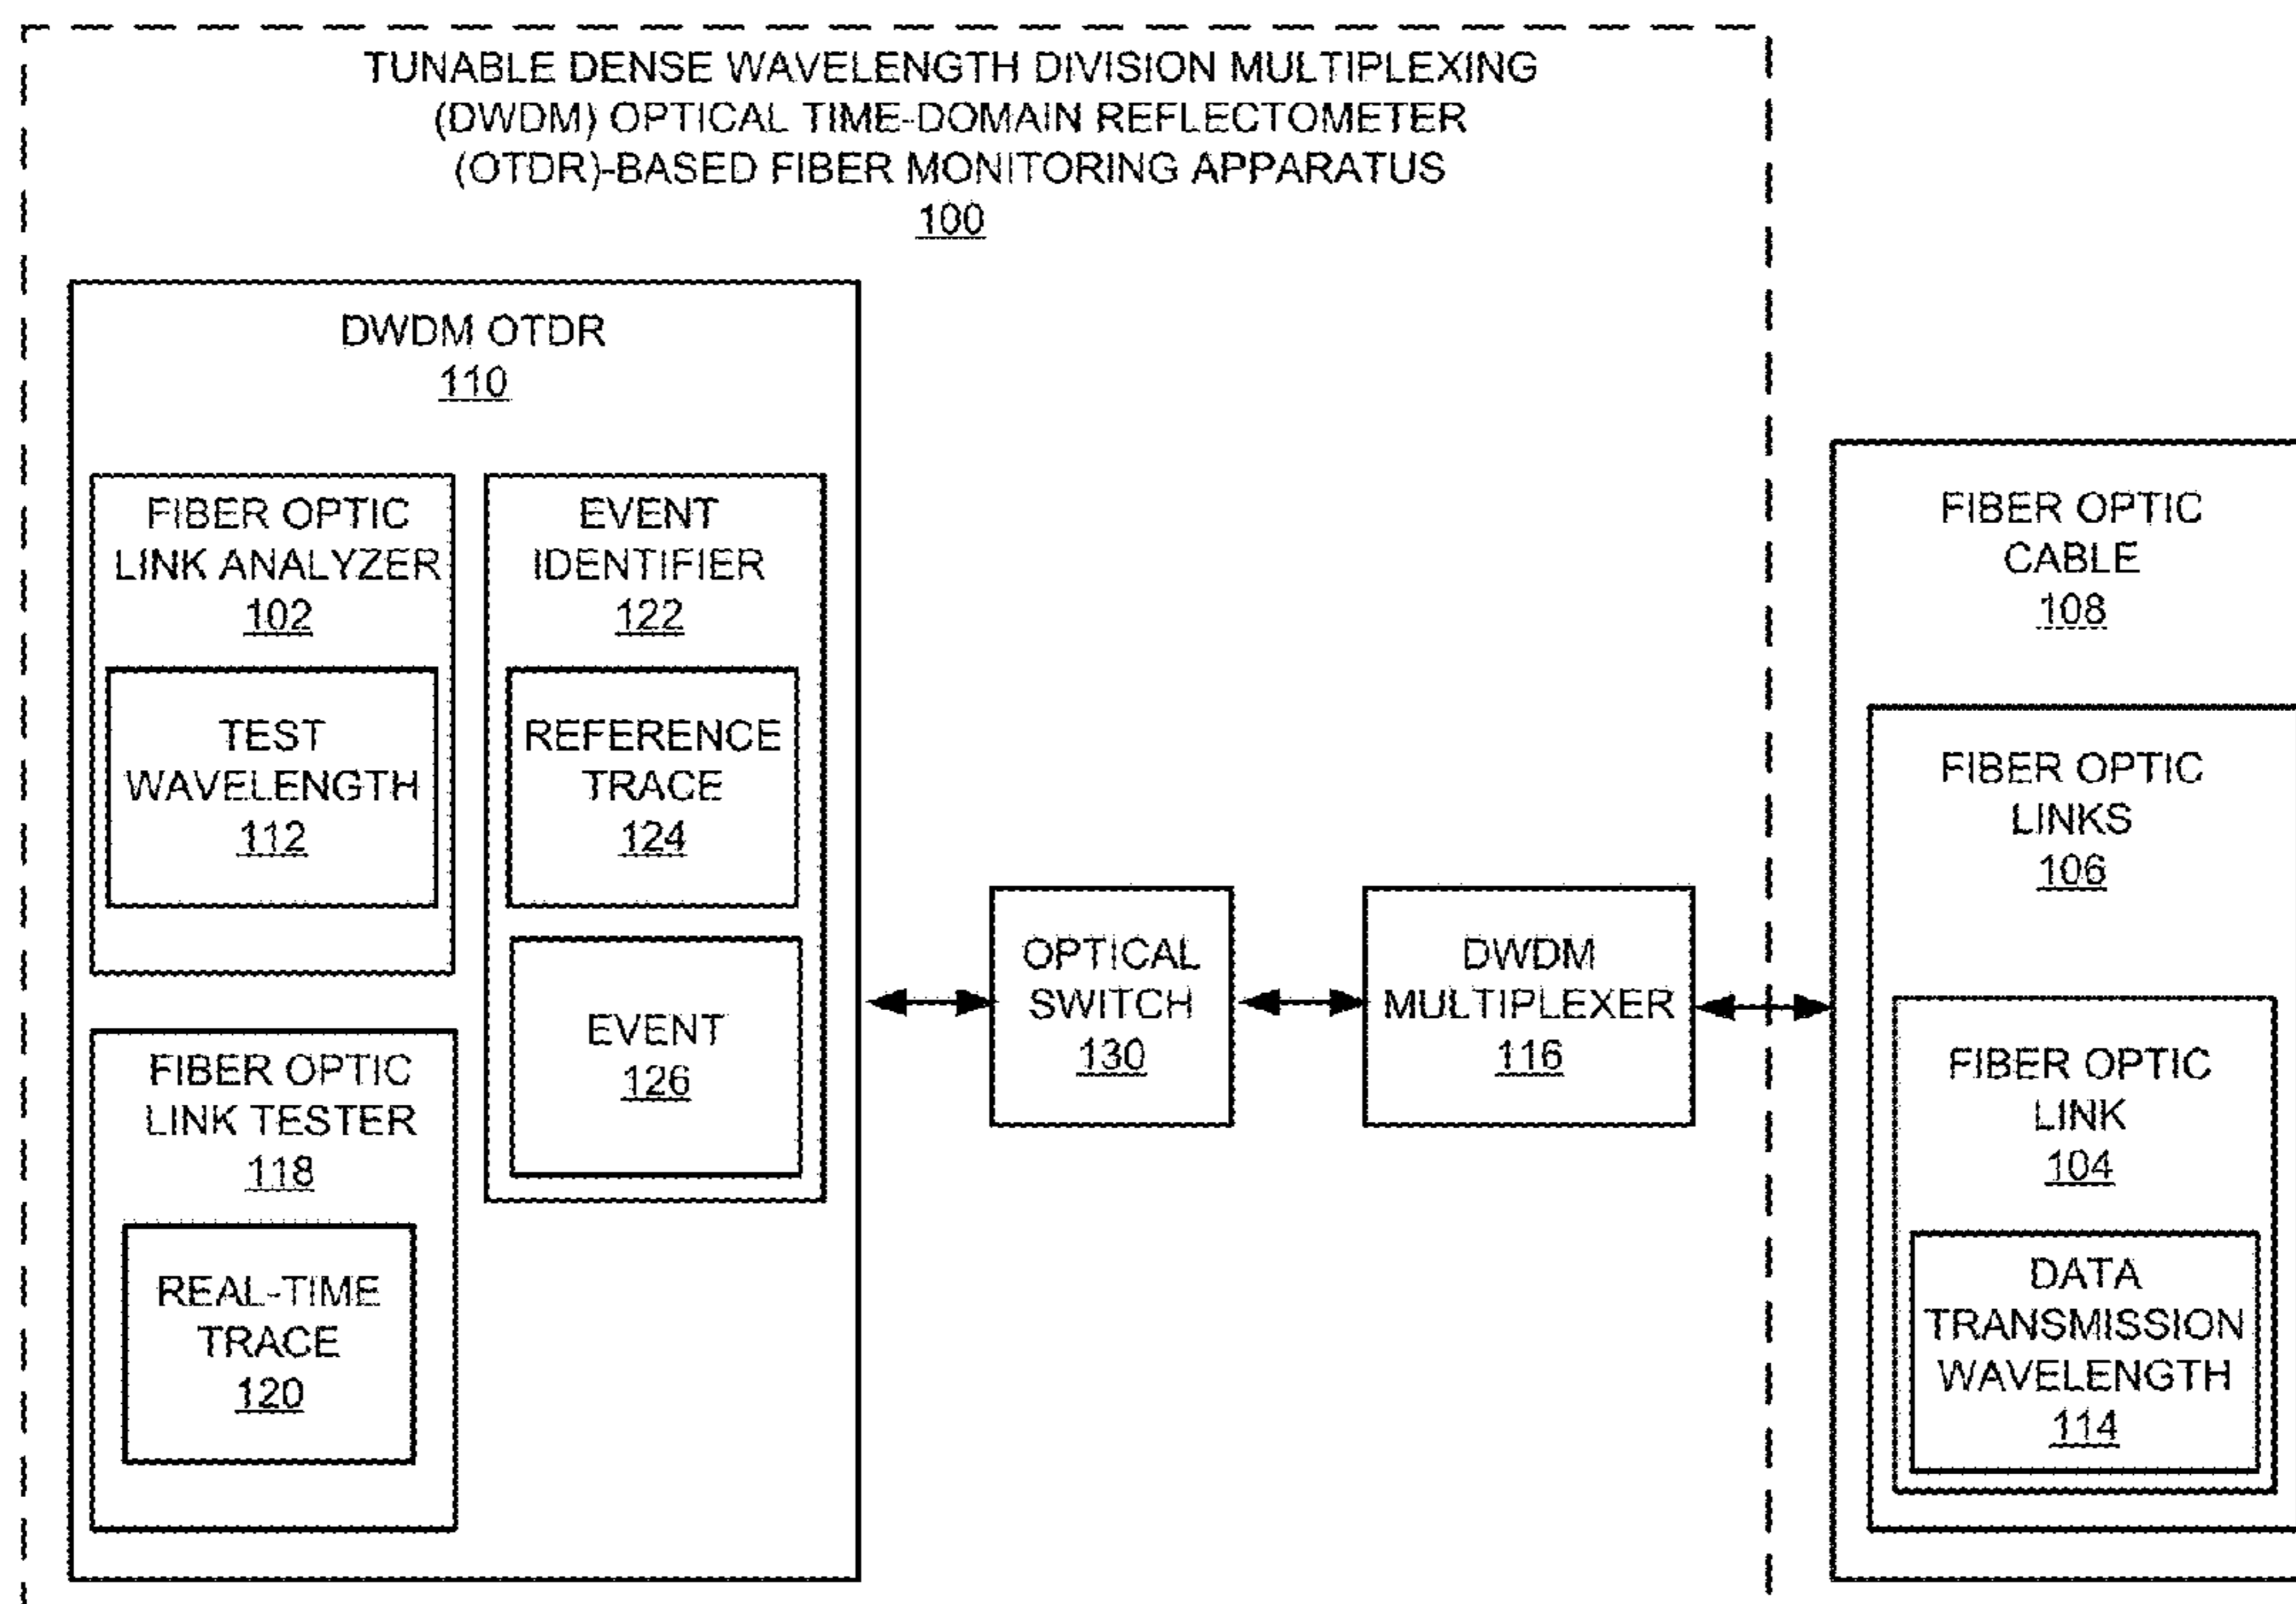 TUNABLE DENSE WAVELENGTH DIVISION MULTIPLEXING
(DWDM) OPTICAL TIME-DOMAIN REFLECTOMETER
(OTDR)-BASED FIBER MONITORING APPARATUS
100
DWDM OTDR
110
FIBER OPTIC
LINK ANALYZER
102
TEST
WAVELENGTH
112
FIBER OPTIC
LINK TESTER
118
REAL-TIME
TRACE
120
EVENT
IDENTIFIER
122
REFERENCE
TRACE
124
EVENT
126
OPTICAL
SWITCH
130
DWDM
MULTIPLEXER
116
FIBER OPTIC
CABLE
108
FIBER OPTIC
LINKS
106
FIBER OPTIC
LINK
104
DATA
TRANSMISSION
WAVELENGTH
114